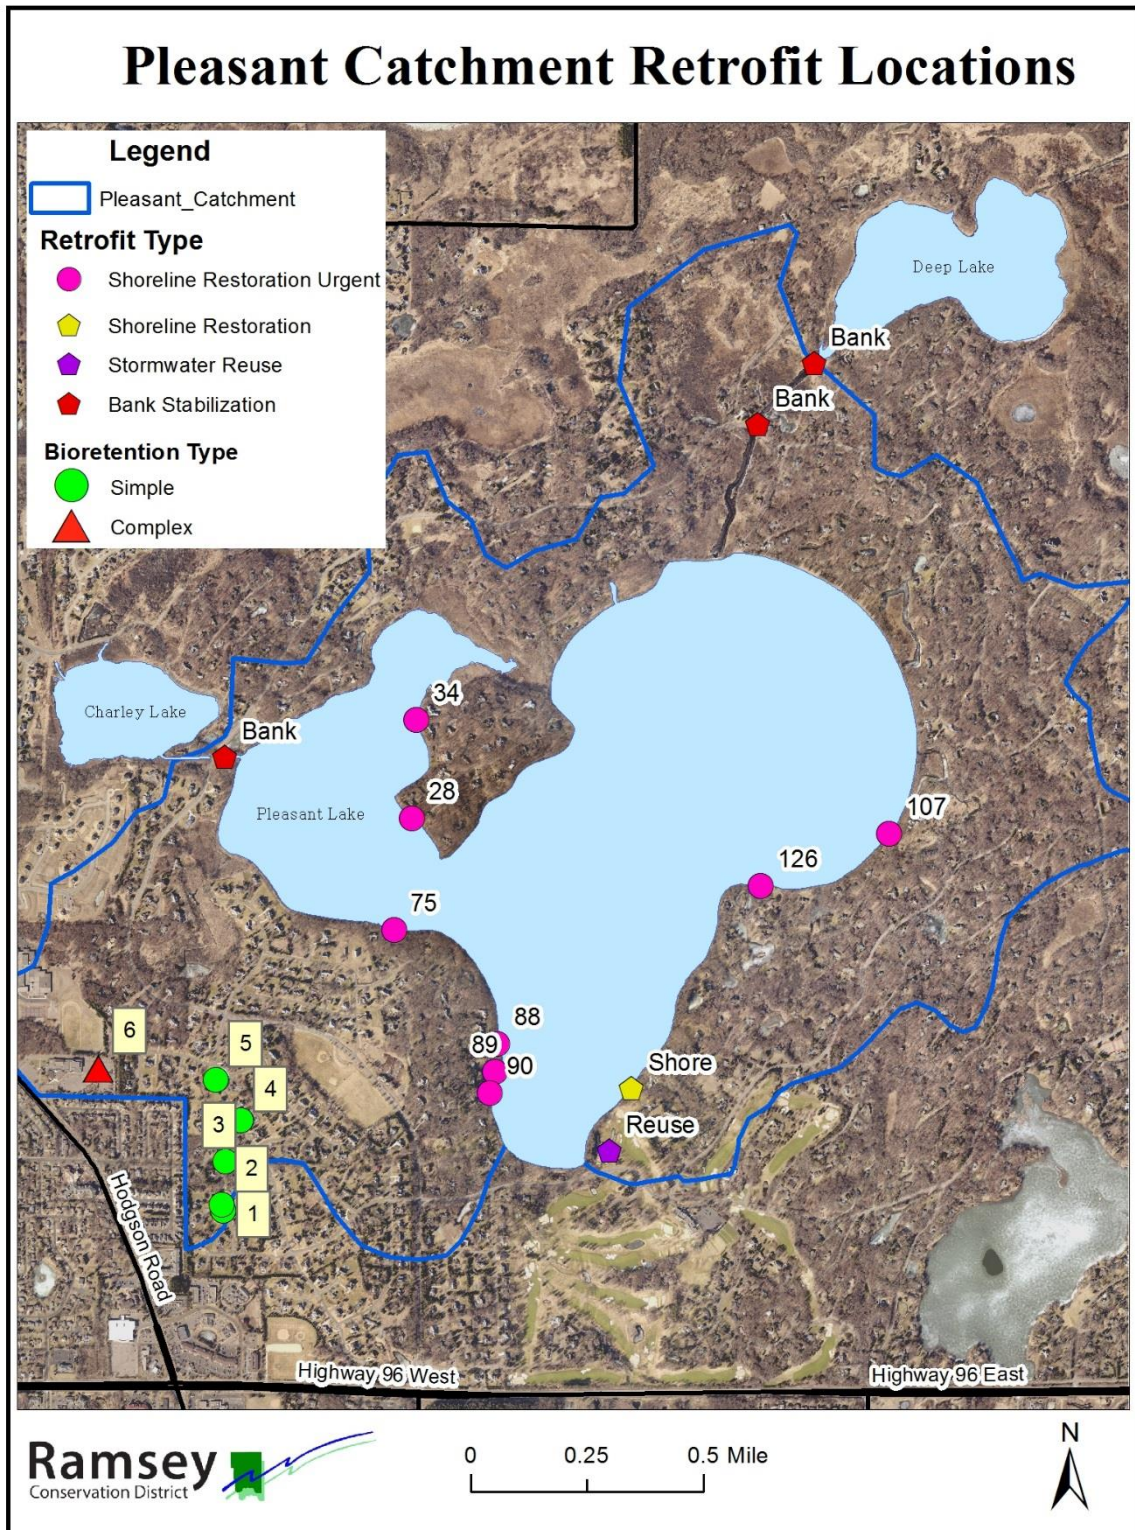 Pleasant Catchment Retrofit Locations
Legend
Pleasant_Catchment
Retrofit Type
Shoreline Restoration Urgent
Shoreline Restoration
Stormwater Reuse
Bank Stabilization
Bioretention Type
Simple
Complex
Deep Lake
Bank
Bank
34
Charley Lake
Bank
28
Pleasant Lake
107
126
75
88
6
5
89
90
4
Shore
3
Reuse
2
1
Hodgson Road
Highway 96 West
Highway 96 East
Ramsey
Conservation District
0 0.25 0.5 Mile
N